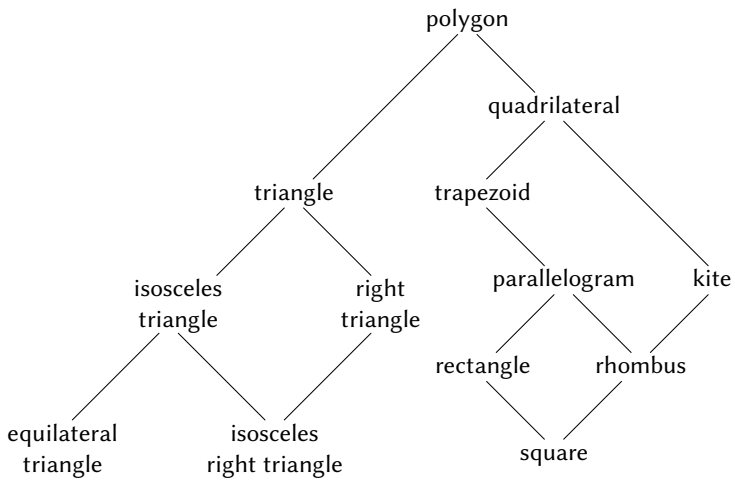 polygon
quadrilateral
triangle
trapezoid
isosceles
triangle
right
triangle
parallelogram
kite
rectangle
rhombus
equilateral
triangle
isosceles
right triangle
square